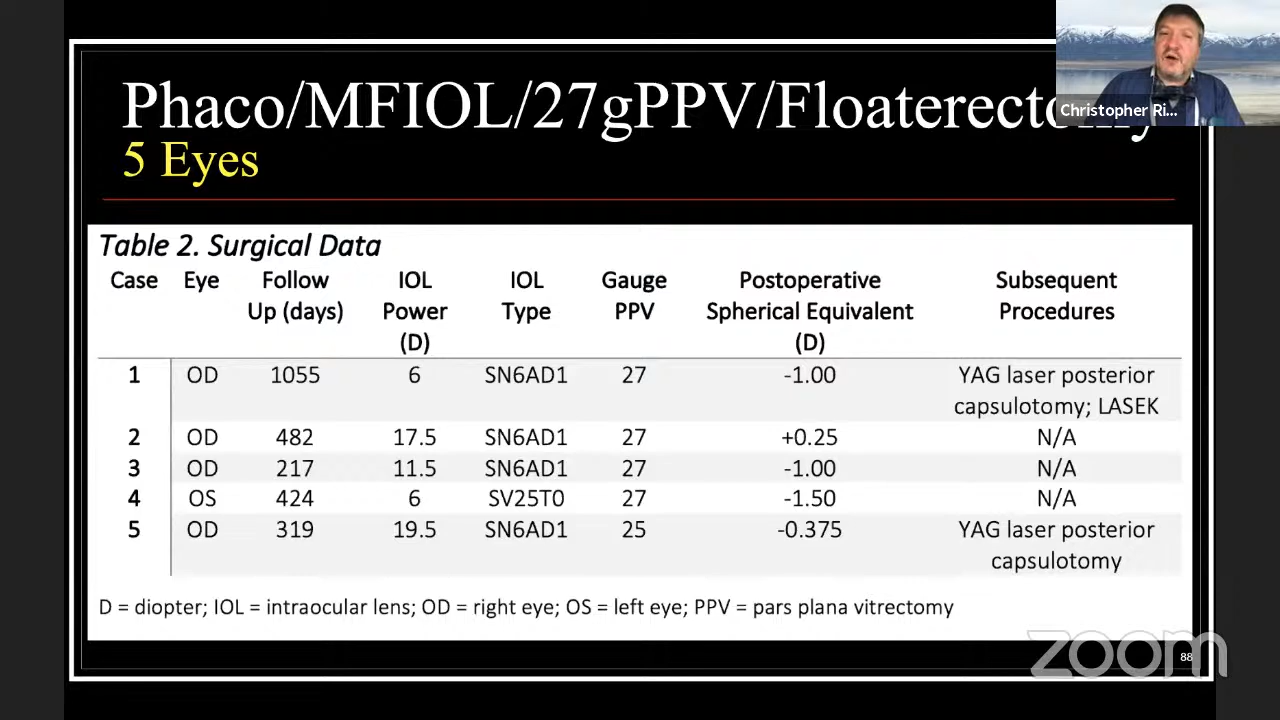 Phaco/MFIOL/27gPPV/Floaterectomy
5 Eyes
Christopher Ri...
Table 2. Surgical Data
Case Eye Follow Up (days) IOL Power (D) IOL Type Gauge PPV Postoperative Spherical Equivalent (D) Subsequent Procedures
1 OD 1055 6 SN6AD1 27 -1.00 YAG laser posterior capsulotomy; LASEK
2 OD 482 17.5 SN6AD1 27 +0.25 N/A
3 OD 217 11.5 SN6AD1 27 -1.00 N/A
4 OS 424 6 SV25T0 27 -1.50 N/A
5 OD 319 19.5 SN6AD1 25 -0.375 YAG laser posterior capsulotomy
D = diopter; IOL = intraocular lens; OD = right eye; OS = left eye; PPV = pars plana vitrectomy
zoom
88